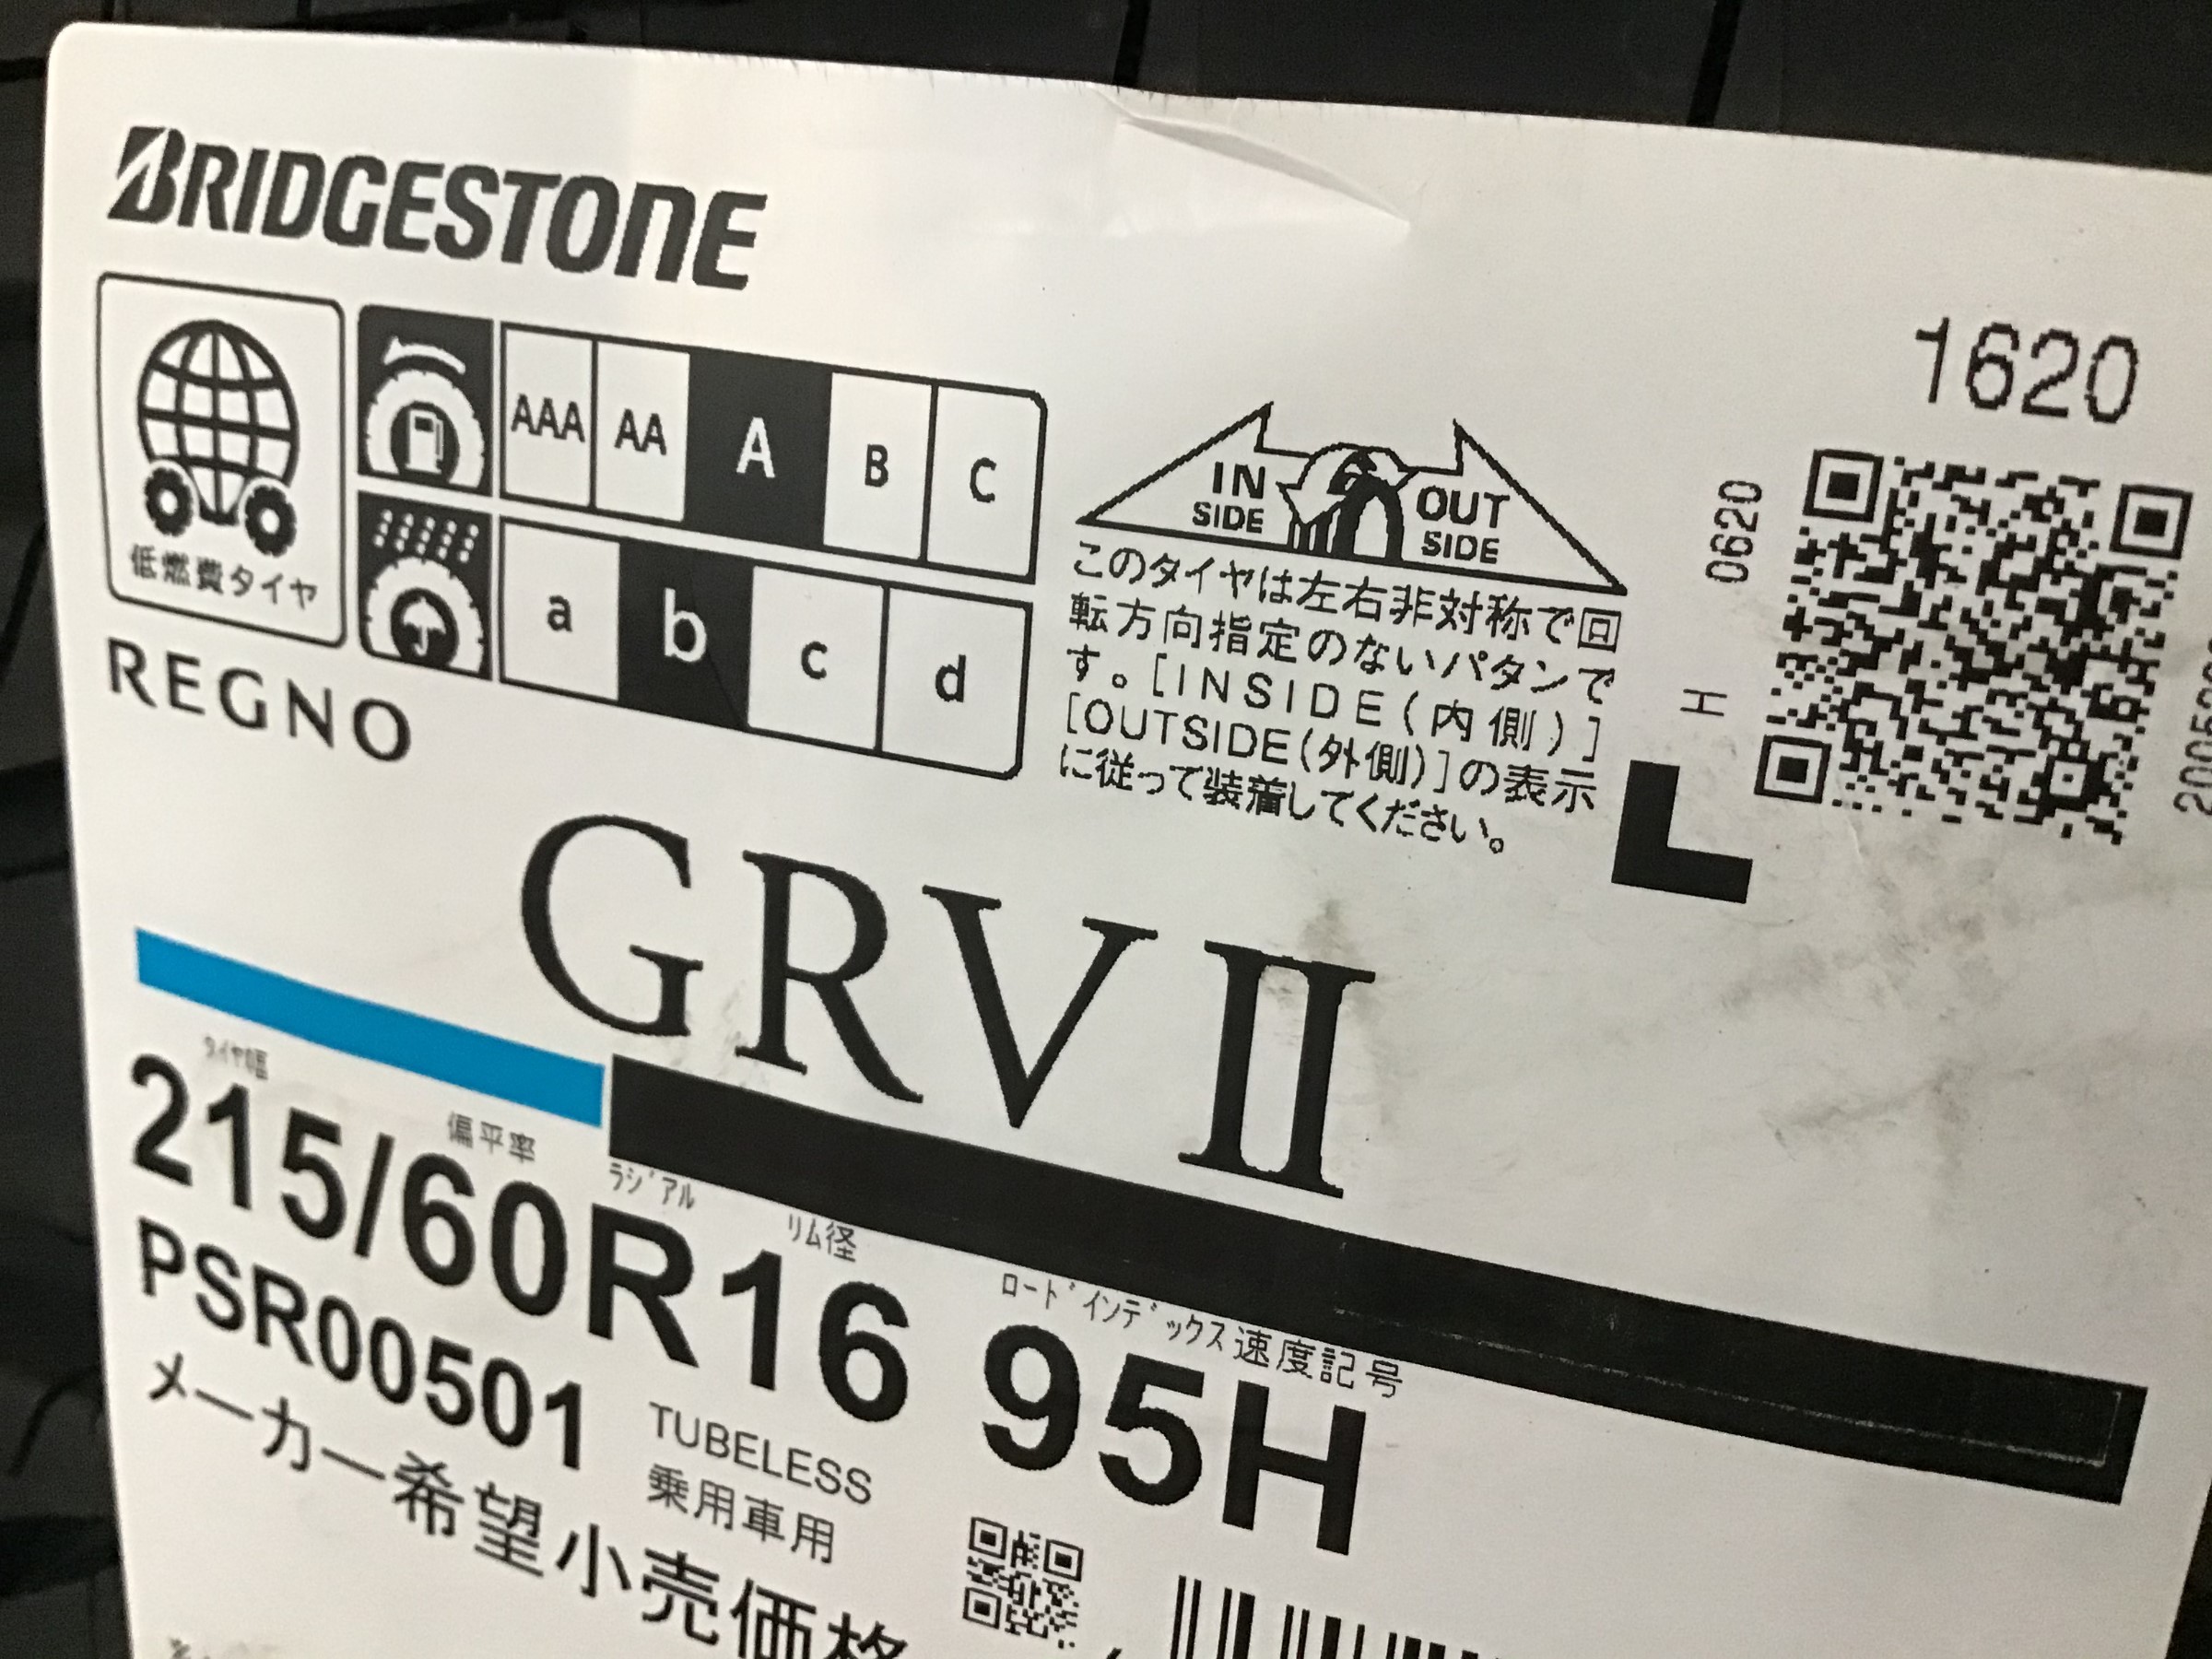 BRIDGESTONE
1620
AAA AA A B C
低燃費タイヤ
a b c d
IN SIDE
OUT SIDE
このタイヤは左右非対称で回
転方向指定のないパタンで
す。[INSIDE(内側)]
[OUTSIDE(外側)]の表示
に従って装着してください。
0620
H
L
REGNO
GRVⅡ
タイヤ幅 偏平率 ラジアル リム径 ロードインデックス 速度記号
215/60R16 95H
PSR00501
TUBELESS
乗用車用
メーカー希望小売価格